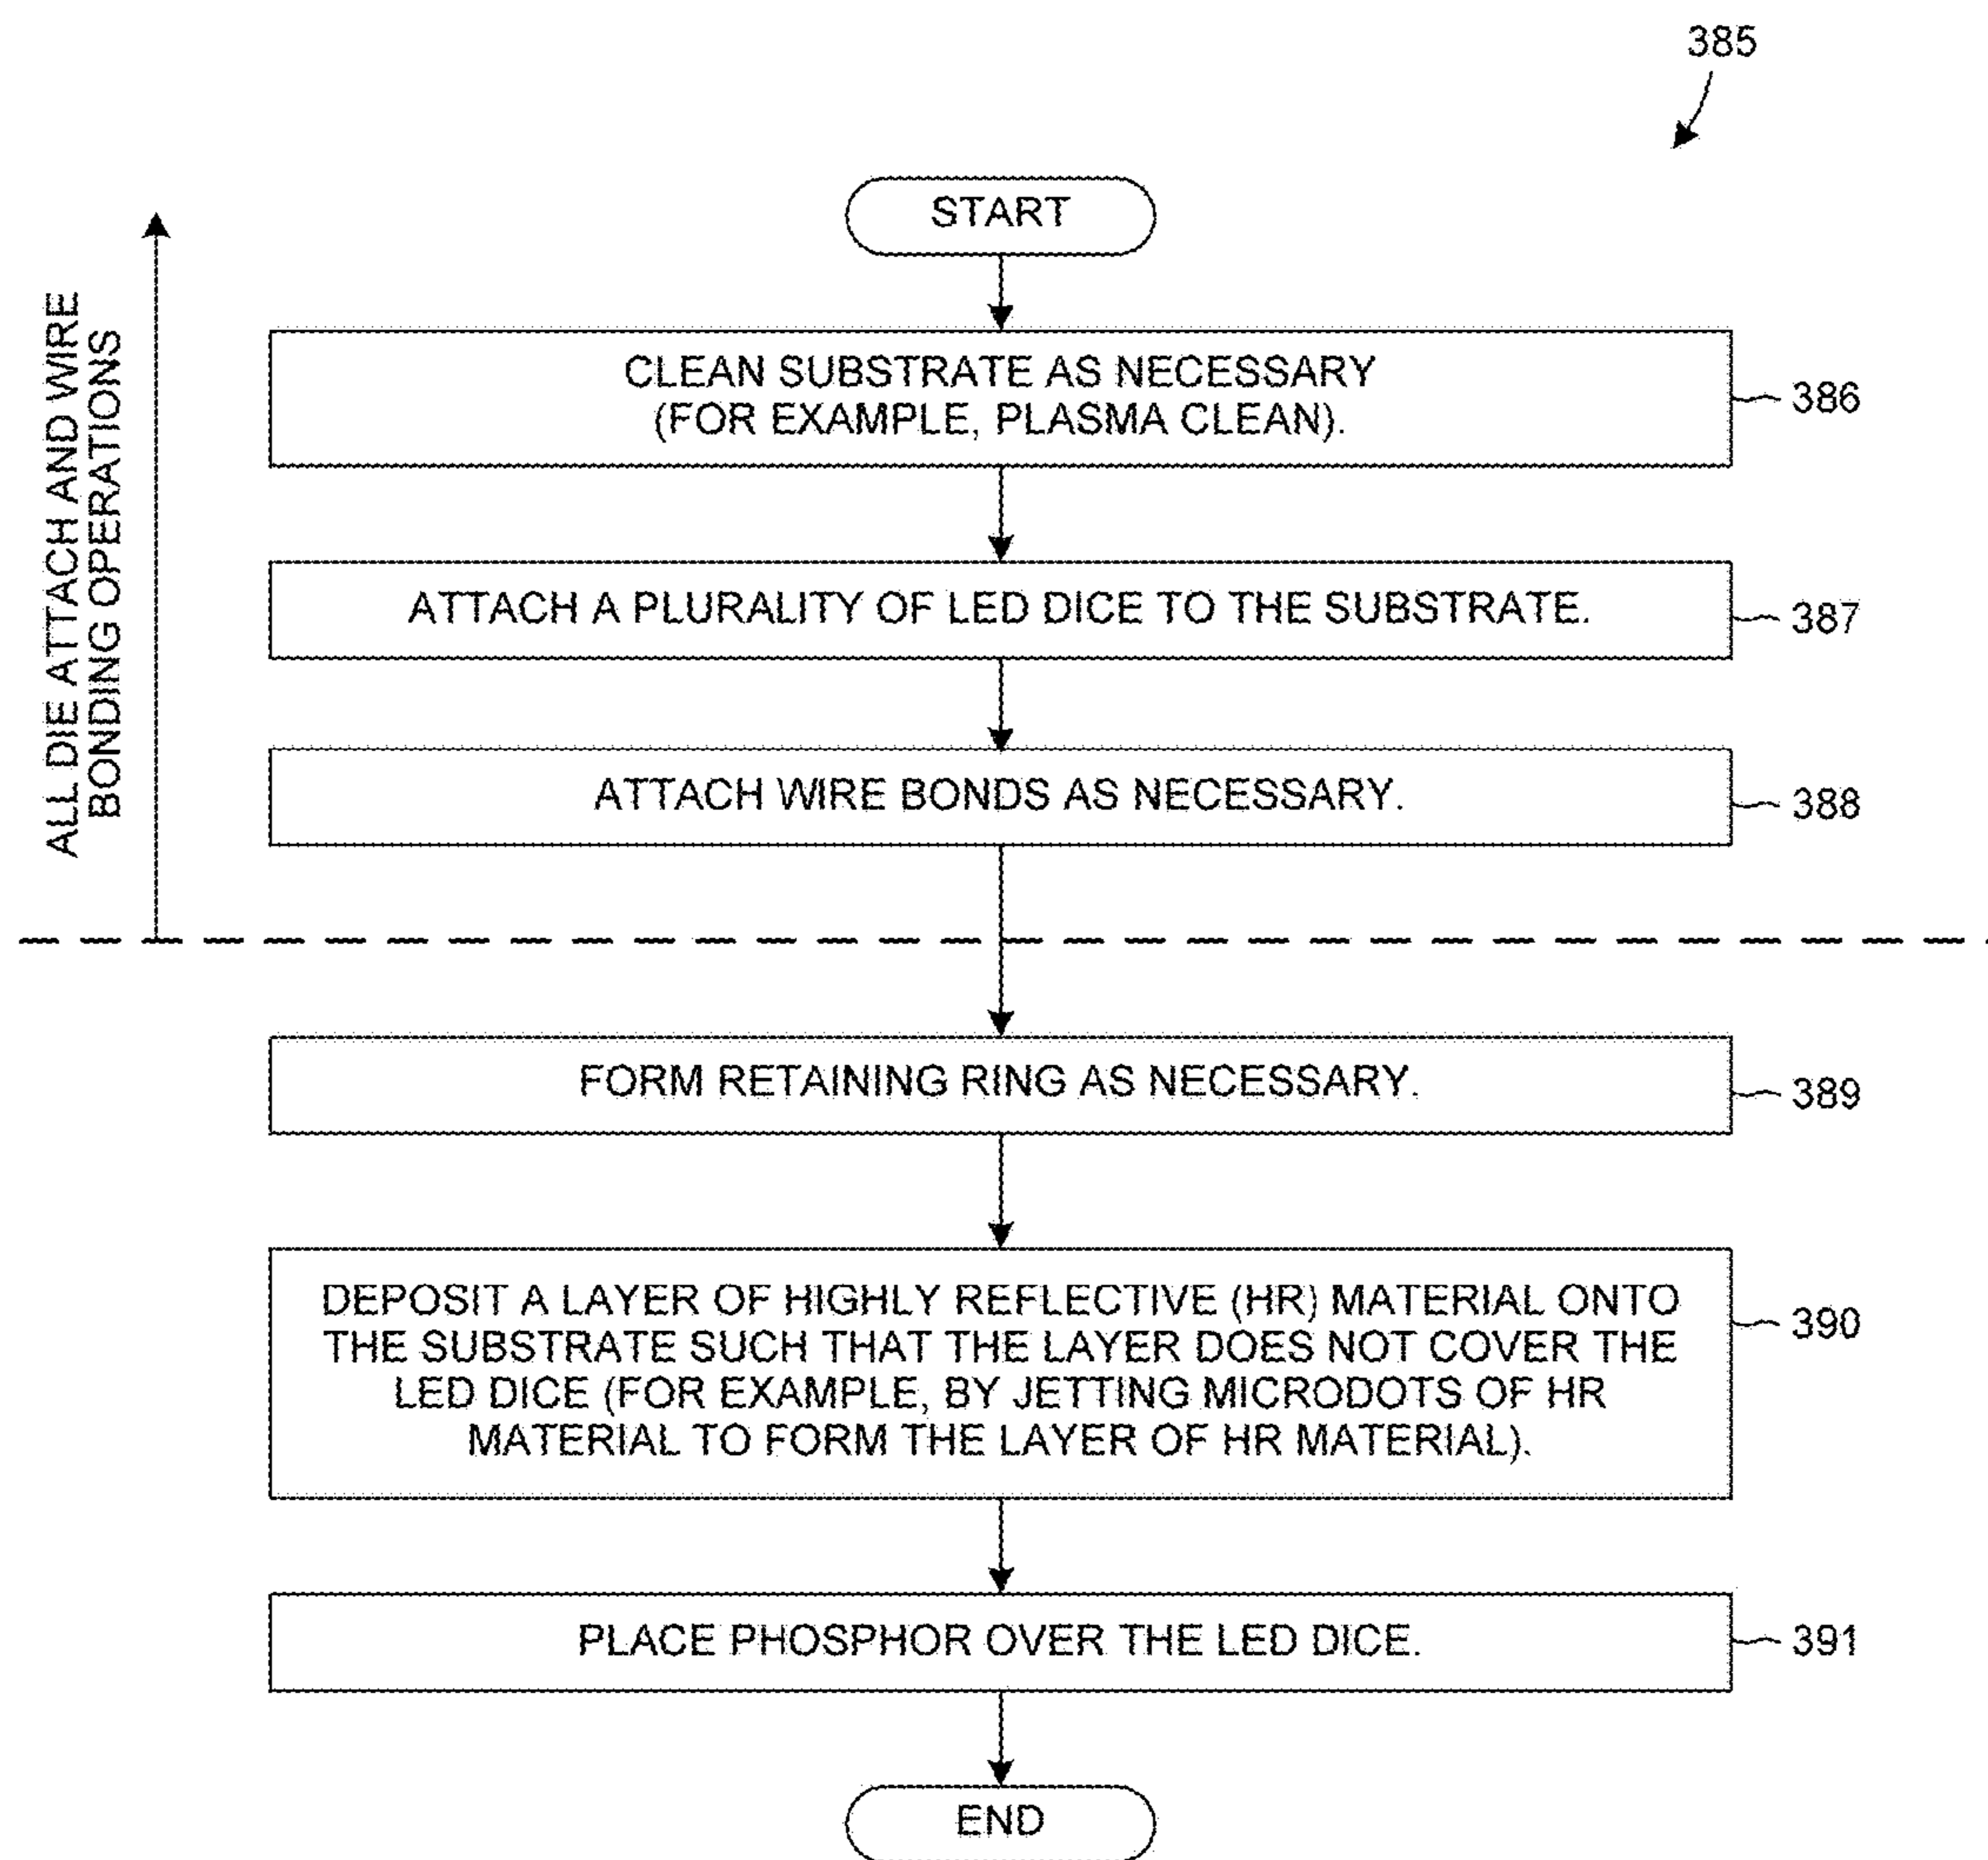 385
START
ALL DIE ATTACH AND WIRE
BONDING OPERATIONS
CLEAN SUBSTRATE AS NECESSARY
(FOR EXAMPLE, PLASMA CLEAN).
386
ATTACH A PLURALITY OF LED DICE TO THE SUBSTRATE.
387
ATTACH WIRE BONDS AS NECESSARY.
388
FORM RETAINING RING AS NECESSARY.
389
DEPOSIT A LAYER OF HIGHLY REFLECTIVE (HR) MATERIAL ONTO
THE SUBSTRATE SUCH THAT THE LAYER DOES NOT COVER THE
LED DICE (FOR EXAMPLE, BY JETTING MICRODOTS OF HR
MATERIAL TO FORM THE LAYER OF HR MATERIAL).
390
PLACE PHOSPHOR OVER THE LED DICE.
391
END